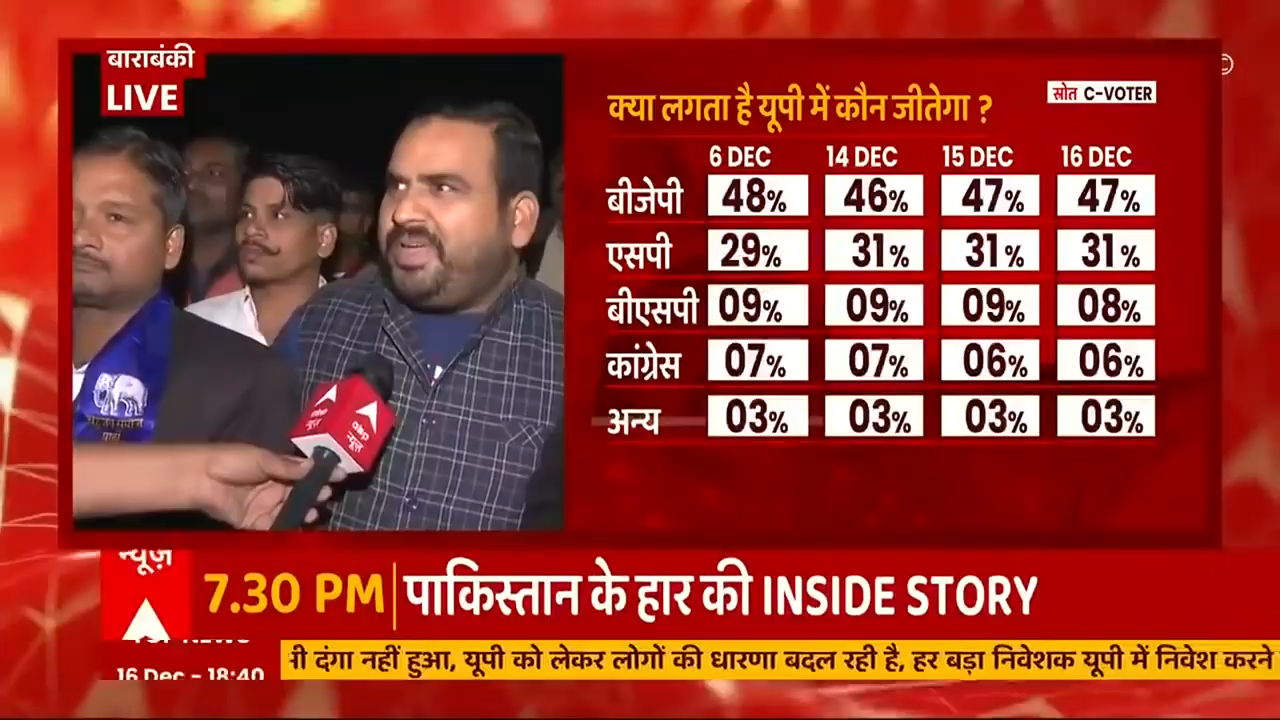 बाराबंकी
LIVE
©
क्या लगता है यूपी में कौन जीतेगा ?
स्रोत C-VOTER
6 DEC 14 DEC 15 DEC 16 DEC
बीजेपी 48% 46% 47% 47%
एसपी 29% 31% 31% 31%
बीएसपी 09% 09% 09% 08%
कांग्रेस 07% 07% 06% 06%
अन्य 03% 03% 03% 03%
abp
न्यूज़
न्यूज़
7.30 PM पाकिस्तान के हार की INSIDE STORY
16 Dec - 18:40
दंगा नहीं हुआ, यूपी को लेकर लोगों की धारणा बदल रही है, हर बड़ा निवेशक यूपी में निवेश करने